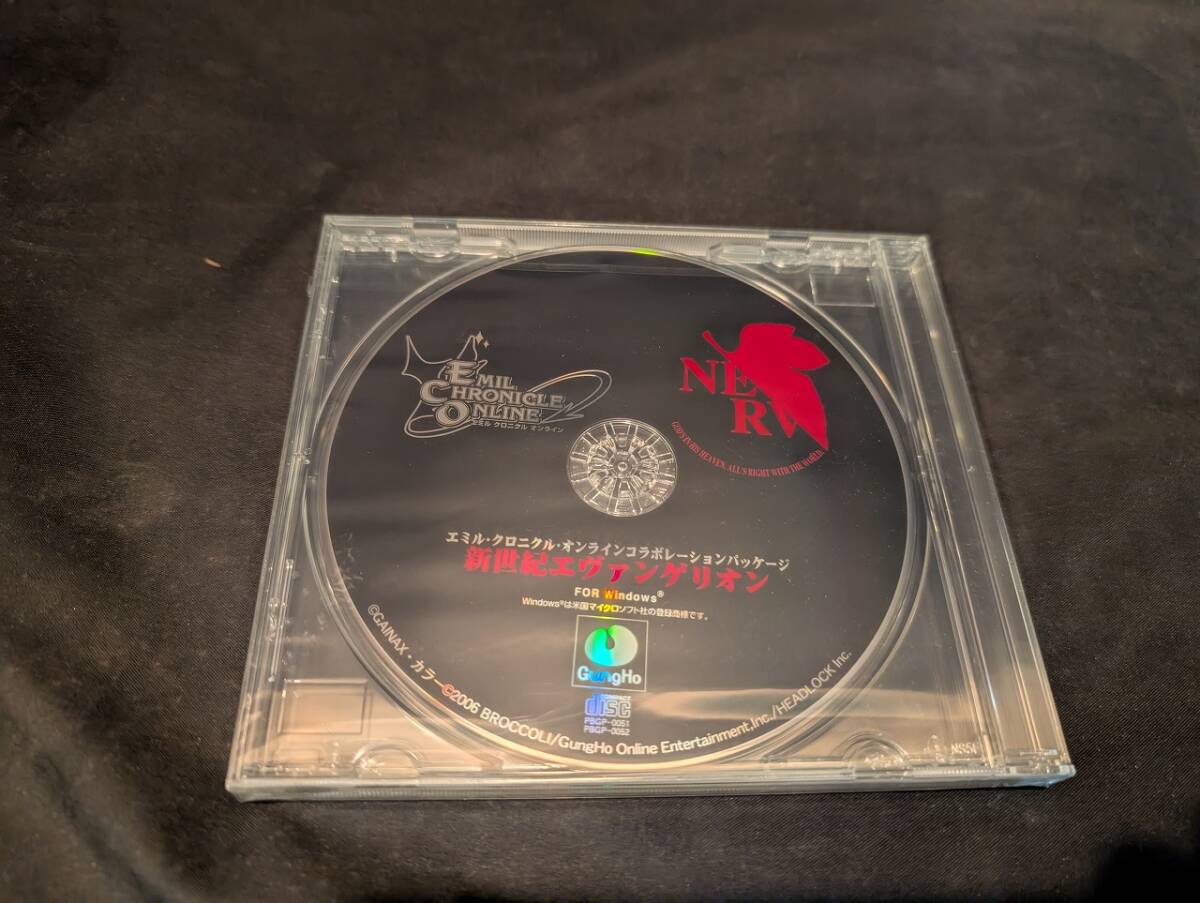 EMIL
CHRONICLE
ONLINE
エミル クロニクル オンライン
NERV
GOD'S IN HIS HEAVEN. ALL'S RIGHT WITH THE WORLD.
エミル・クロニクル・オンラインコラボレーションパッケージ
新世紀エヴァンゲリオン
FOR Windows®
Windows®は米国マイクロソフト社の登録商標です。
GungHo
COMPACT
disc
PBGP-0051
PBGP-0052
©GAINAX・カラー©2006 BROCCOLI/GungHo Online Entertainment,Inc./HEADLOCK Inc.